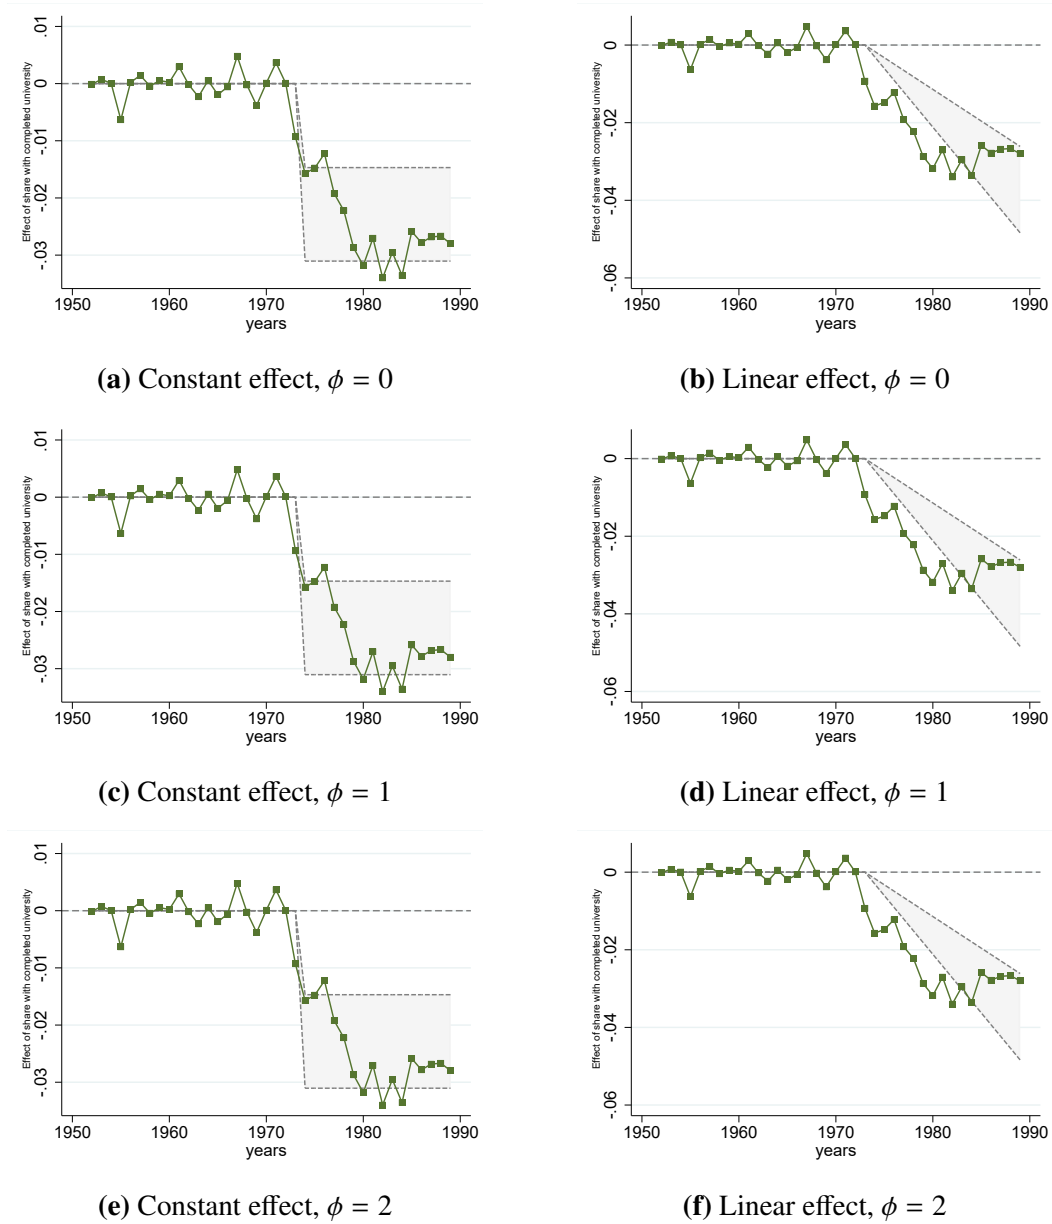 Effect of share with completed university
.01
0
-.01
-.02
-.03
1950 1960 1970 1980 1990
years
(a) Constant effect, ϕ = 0
Effect of share with completed university
0
-.02
-.04
-.06
1950 1960 1970 1980 1990
years
(b) Linear effect, ϕ = 0
Effect of share with completed university
.01
0
-.01
-.02
-.03
1950 1960 1970 1980 1990
years
(c) Constant effect, ϕ = 1
Effect of share with completed university
0
-.02
-.04
-.06
1950 1960 1970 1980 1990
years
(d) Linear effect, ϕ = 1
Effect of share with completed university
.01
0
-.01
-.02
-.03
1950 1960 1970 1980 1990
years
(e) Constant effect, ϕ = 2
Effect of share with completed university
0
-.02
-.04
-.06
1950 1960 1970 1980 1990
years
(f) Linear effect, ϕ = 2